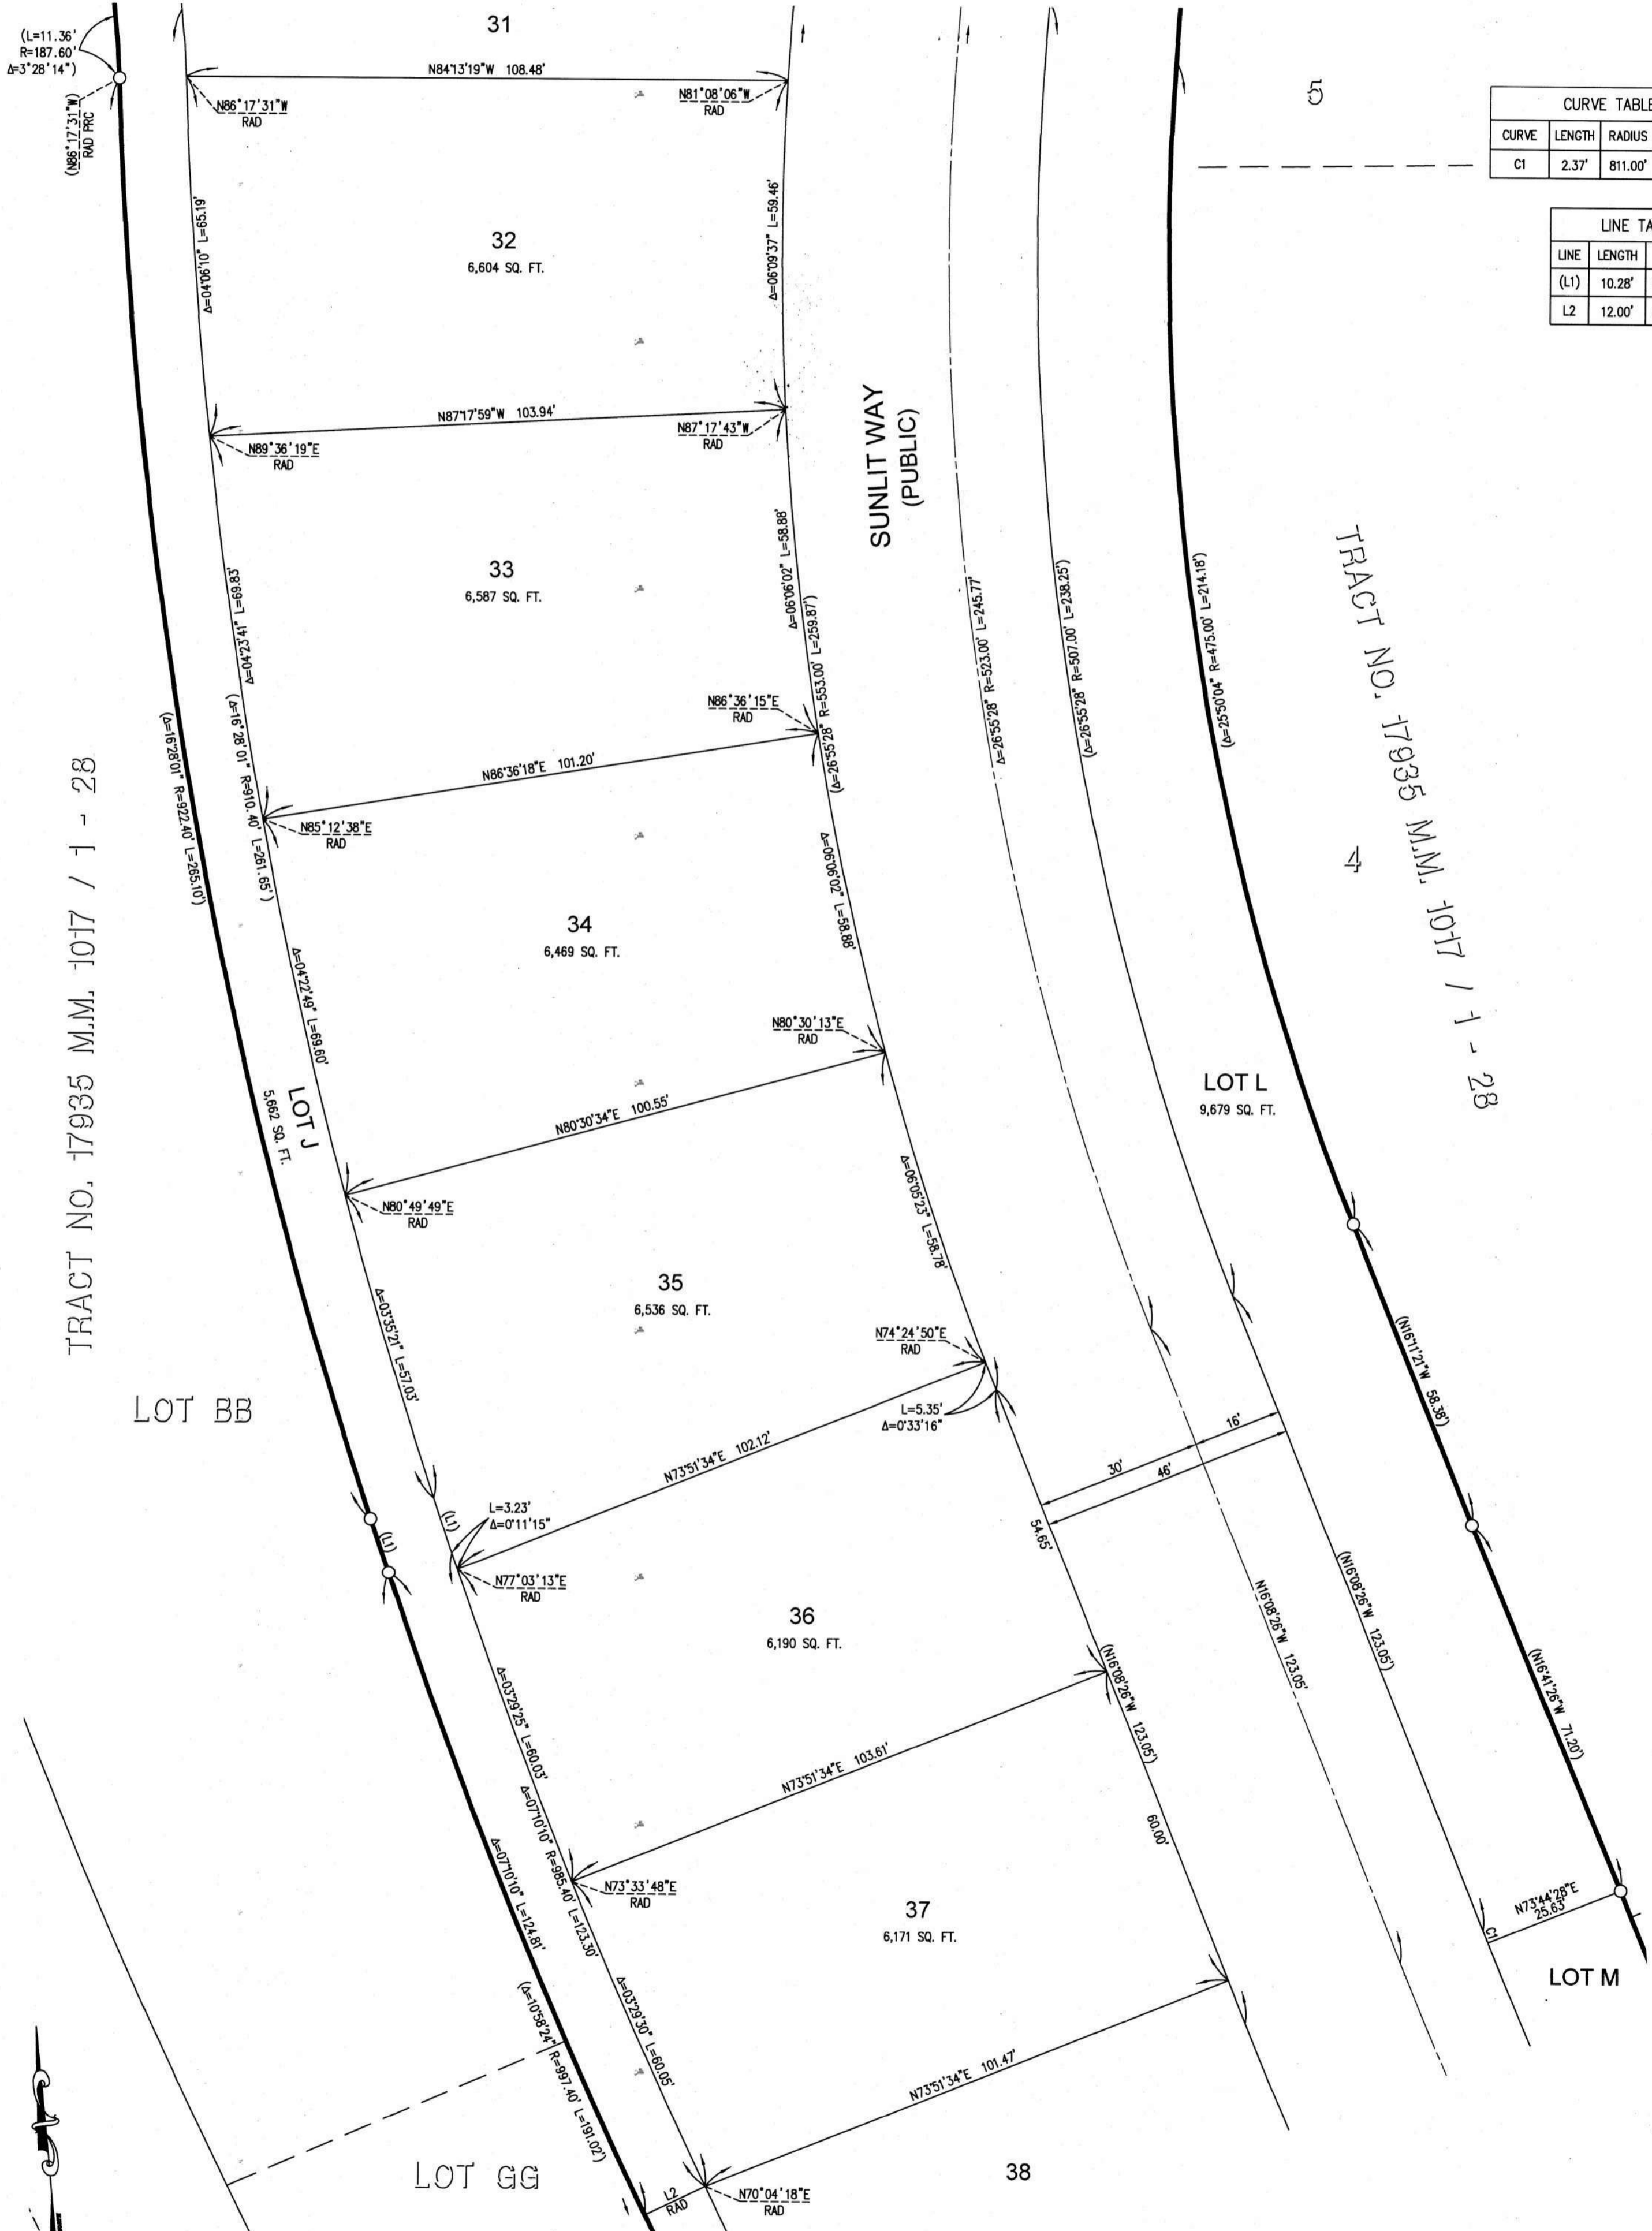 31
(L=11.36'
R=187.60'
Δ=3°28'14")
(N86°17'31"W)
RAD PRC
N84°13'19"W 108.48'
N86°17'31"W
RAD
N81°08'06"W
RAD
5
CURVE TABLE
CURVE LENGTH RADIUS
C1 2.37' 811.00'
LINE TA
LINE LENGTH
(L1) 10.28'
L2 12.00'
Δ=04°06'10" L=65.19'
32
6,604 SQ. FT.
Δ=06°09'37" L=59.46'
N87°17'59"W 103.94'
N89°36'19"E
RAD
N87°17'43"W
RAD
SUNLIT WAY
(PUBLIC)
33
6,587 SQ. FT.
Δ=04°23'41" L=69.83'
Δ=06°06'02" L=58.88'
(Δ=26°55'28" R=553.00' L=259.87')
Δ=26°55'28" R=523.00' L=245.77'
(Δ=26°55'28" R=507.00' L=238.25')
(Δ=25°50'04" R=475.00' L=214.18')
TRACT NO. 17935 M.M. 1017 / 1 - 28
4
(Δ=16°28'01" R=922.40' L=265.10')
(Δ=16°28'01" R=910.40' L=261.65')
N86°36'15"E
RAD
N86°36'18"E 101.20'
N85°12'38"E
RAD
TRACT NO. 17935 M.M. 1017 / 1 - 28
34
6,469 SQ. FT.
Δ=06°06'02" L=58.88'
Δ=04°22'49" L=69.60'
N80°30'13"E
RAD
N80°30'34"E 100.55'
N80°49'49"E
RAD
LOT J
5,662 SQ. FT.
LOT L
9,679 SQ. FT.
Δ=06°05'23" L=58.78'
35
6,536 SQ. FT.
Δ=03°35'21" L=57.03'
N74°24'50"E
RAD
L=5.35'
Δ=0°33'16"
(N16°11'21"W 58.38')
LOT BB
N73°51'34"E 102.12'
16'
30'
46'
(L1)
(L1)
L=3.23'
Δ=0°11'15"
N77°03'13"E
RAD
54.65'
36
6,190 SQ. FT.
N16°08'26"W 123.05'
(N16°08'26"W 123.05')
(N16°08'26"W 123.05')
(N16°41'26"W 71.20')
Δ=03°29'25" L=60.03'
N73°51'34"E 103.61'
Δ=07°10'10" R=985.40' L=123.30'
Δ=07°10'10" L=124.81'
N73°33'48"E
RAD
60.00'
37
6,171 SQ. FT.
N73°44'28"E
25.63'
C1
LOT M
Δ=03°29'30" L=60.05'
(Δ=10°58'24" R=997.40' L=191.02')
N73°51'34"E 101.47'
LOT GG
L2
RAD
N70°04'18"E
RAD
38